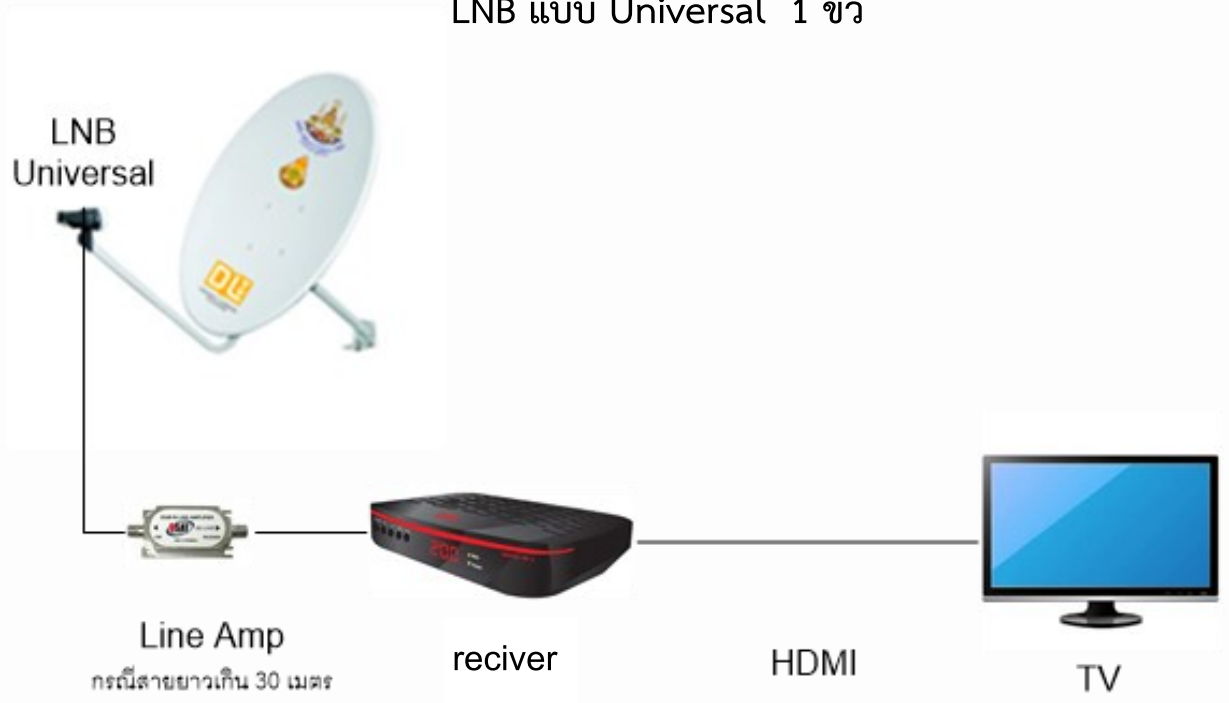 LNB แบบ Universal 1 ขั้ว
LNB
Universal
DL
Line Amp
กรณีสายยาวเกิน 30 เมตร
reciver
HDMI
TV